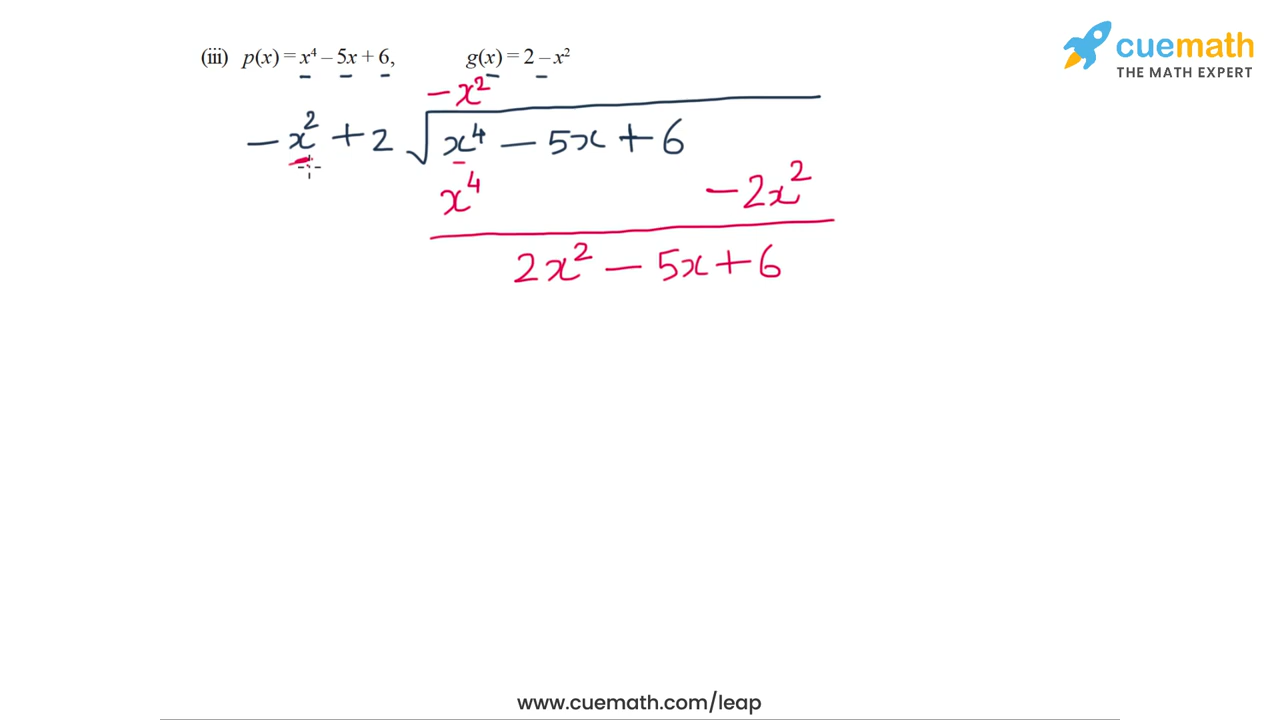 (iii) p(x) = x⁴ – 5x + 6, g(x) = 2 – x²
cuemath
THE MATH EXPERT
– x²
– x² + 2 √ x⁴ – 5x + 6
x⁴ – 2x²
2x² – 5x + 6
www.cuemath.com/leap